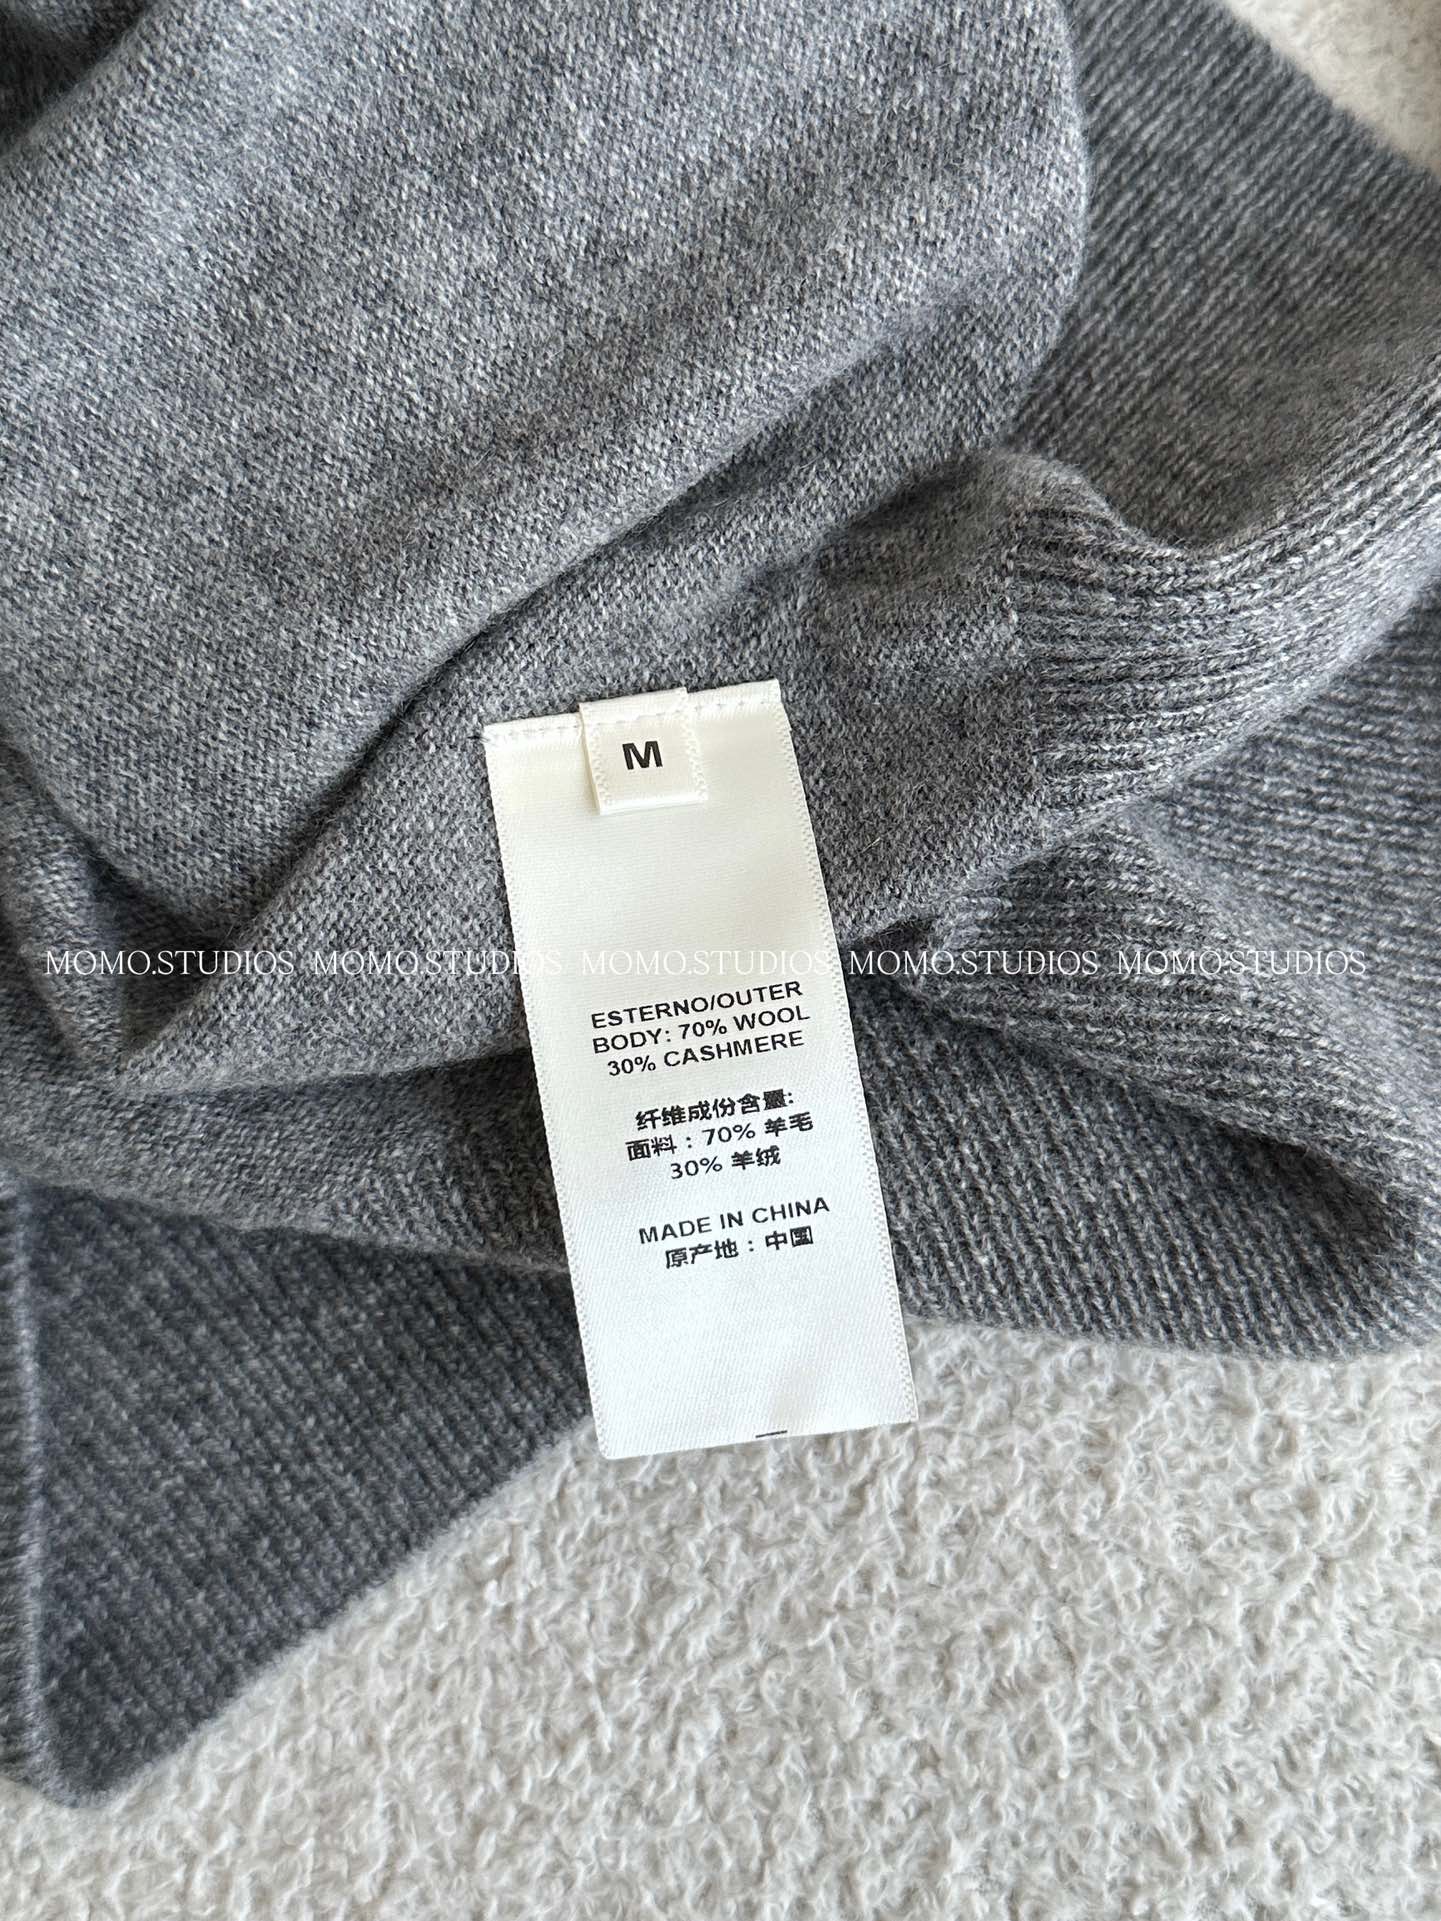 M
MOMO.STUDIOS MOMO.STUDIOS MOMO.STUDIOS MOMO.STUDIOS MOMO.STUDIOS
ESTERNO/OUTER
BODY: 70% WOOL
30% CASHMERE
纤维成份含量:
面料：70% 羊毛
30% 羊绒
MADE IN CHINA
原产地：中国